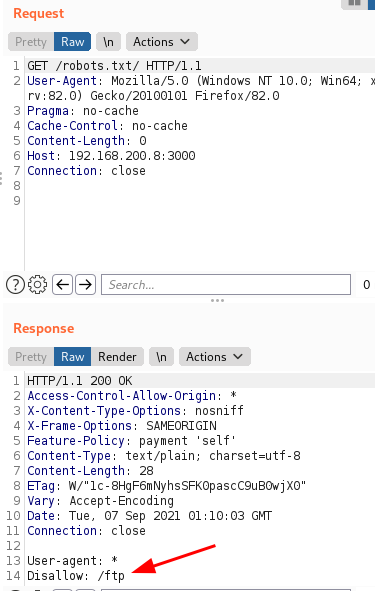 Request
Pretty Raw \n Actions
1 GET /robots.txt/ HTTP/1.1
2 User-Agent: Mozilla/5.0 (Windows NT 10.0; Win64; x
rv:82.0) Gecko/20100101 Firefox/82.0
3 Pragma: no-cache
4 Cache-Control: no-cache
5 Content-Length: 0
6 Host: 192.168.200.8:3000
7 Connection: close
8
9
? Search... 0
Response
Pretty Raw Render \n Actions
1 HTTP/1.1 200 OK
2 Access-Control-Allow-Origin: *
3 X-Content-Type-Options: nosniff
4 X-Frame-Options: SAMEORIGIN
5 Feature-Policy: payment 'self'
6 Content-Type: text/plain; charset=utf-8
7 Content-Length: 28
8 ETag: W/"1c-8HgF6mNyhsSFK0pascC9uB0wjX0"
9 Vary: Accept-Encoding
10 Date: Tue, 07 Sep 2021 01:10:03 GMT
11 Connection: close
12
13 User-agent: *
14 Disallow: /ftp